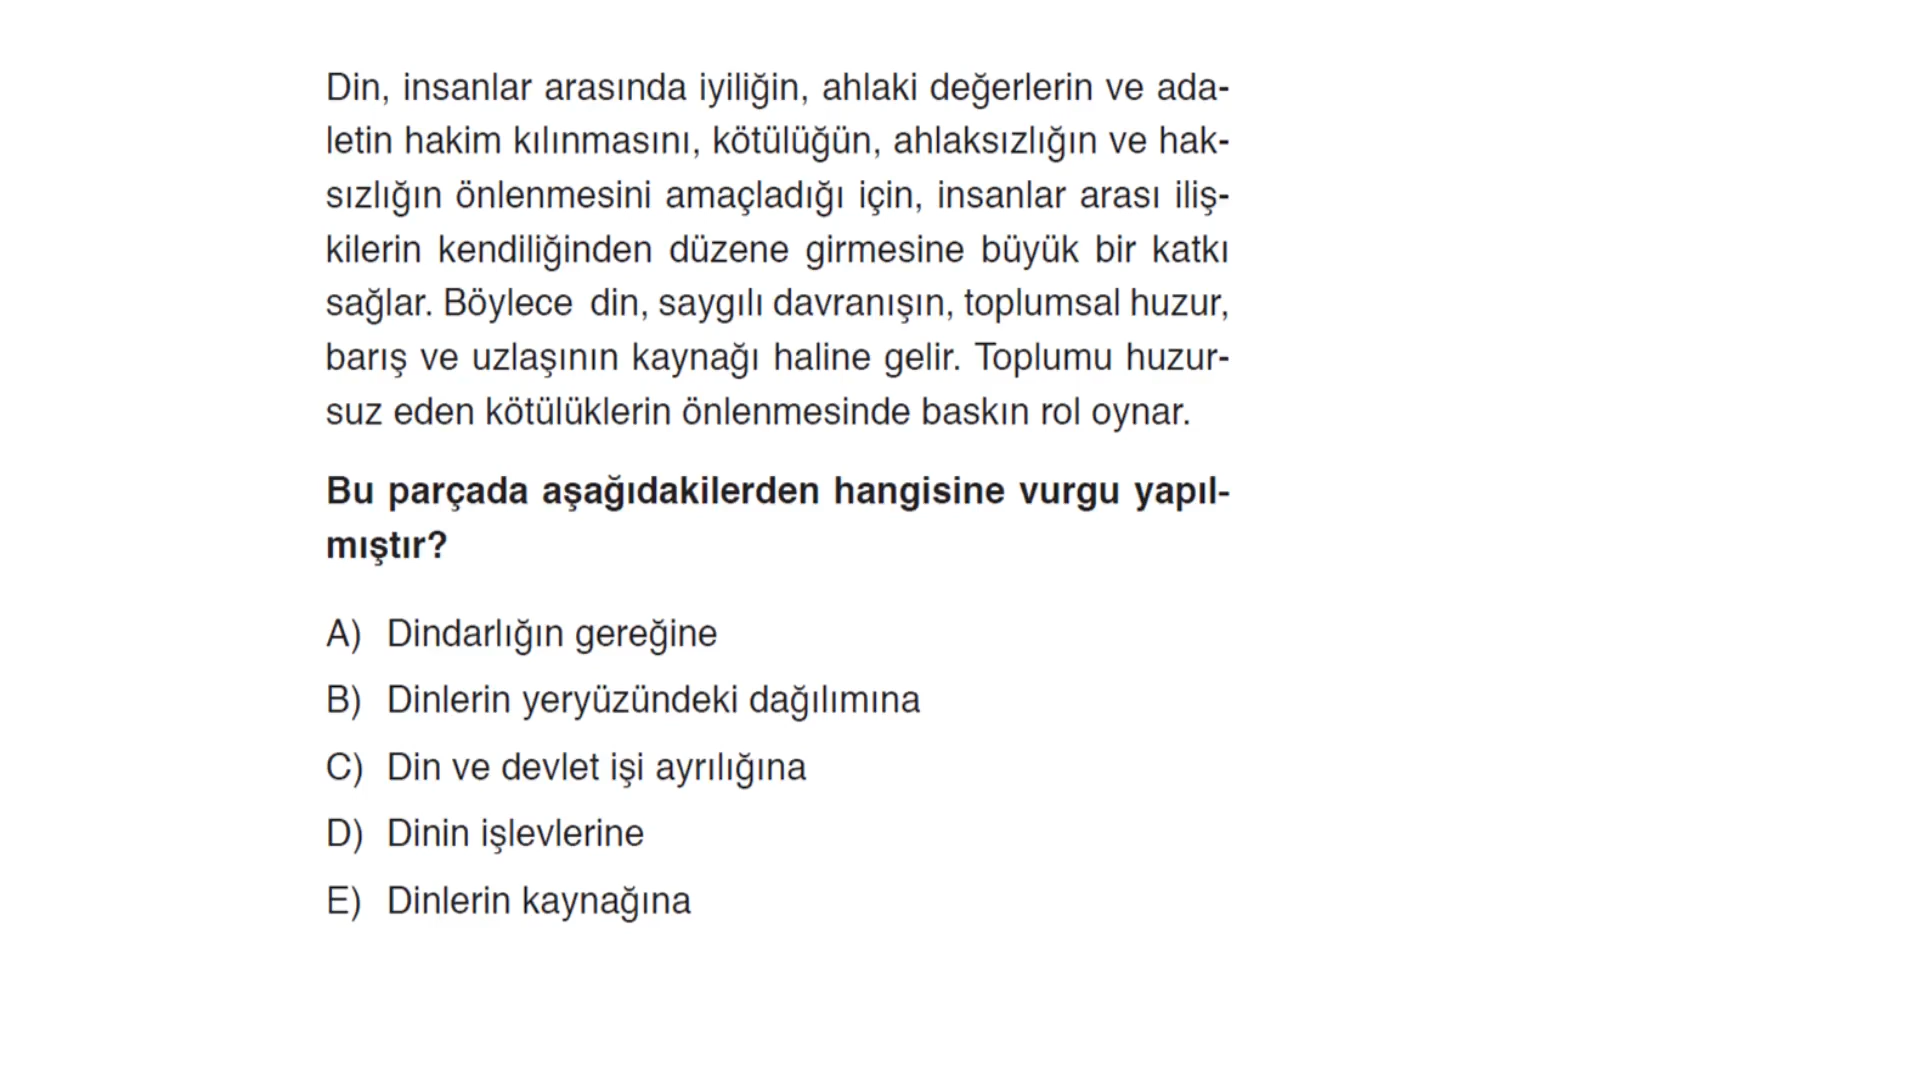 Din, insanlar arasında iyiliğin, ahlaki değerlerin ve ada-
letin hakim kılınmasını, kötülüğün, ahlaksızlığın ve hak-
sızlığın önlenmesini amaçladığı için, insanlar arası iliş-
kilerin kendiliğinden düzene girmesine büyük bir katkı
sağlar. Böylece din, saygılı davranışın, toplumsal huzur,
barış ve uzlaşının kaynağı haline gelir. Toplumu huzur-
suz eden kötülüklerin önlenmesinde baskın rol oynar.
Bu parçada aşağıdakilerden hangisine vurgu yapıl-
mıştır?
A) Dindarlığın gereğine
B) Dinlerin yeryüzündeki dağılımına
C) Din ve devlet işi ayrılığına
D) Dinin işlevlerine
E) Dinlerin kaynağına